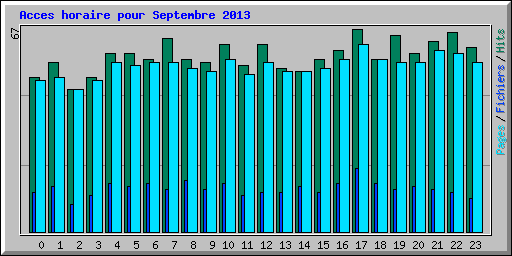 Acces horaire pour Septembre 2013
67
Pages / Fichiers / Hits
0 1 2 3 4 5 6 7 8 9 10 11 12 13 14 15 16 17 18 19 20 21 22 23